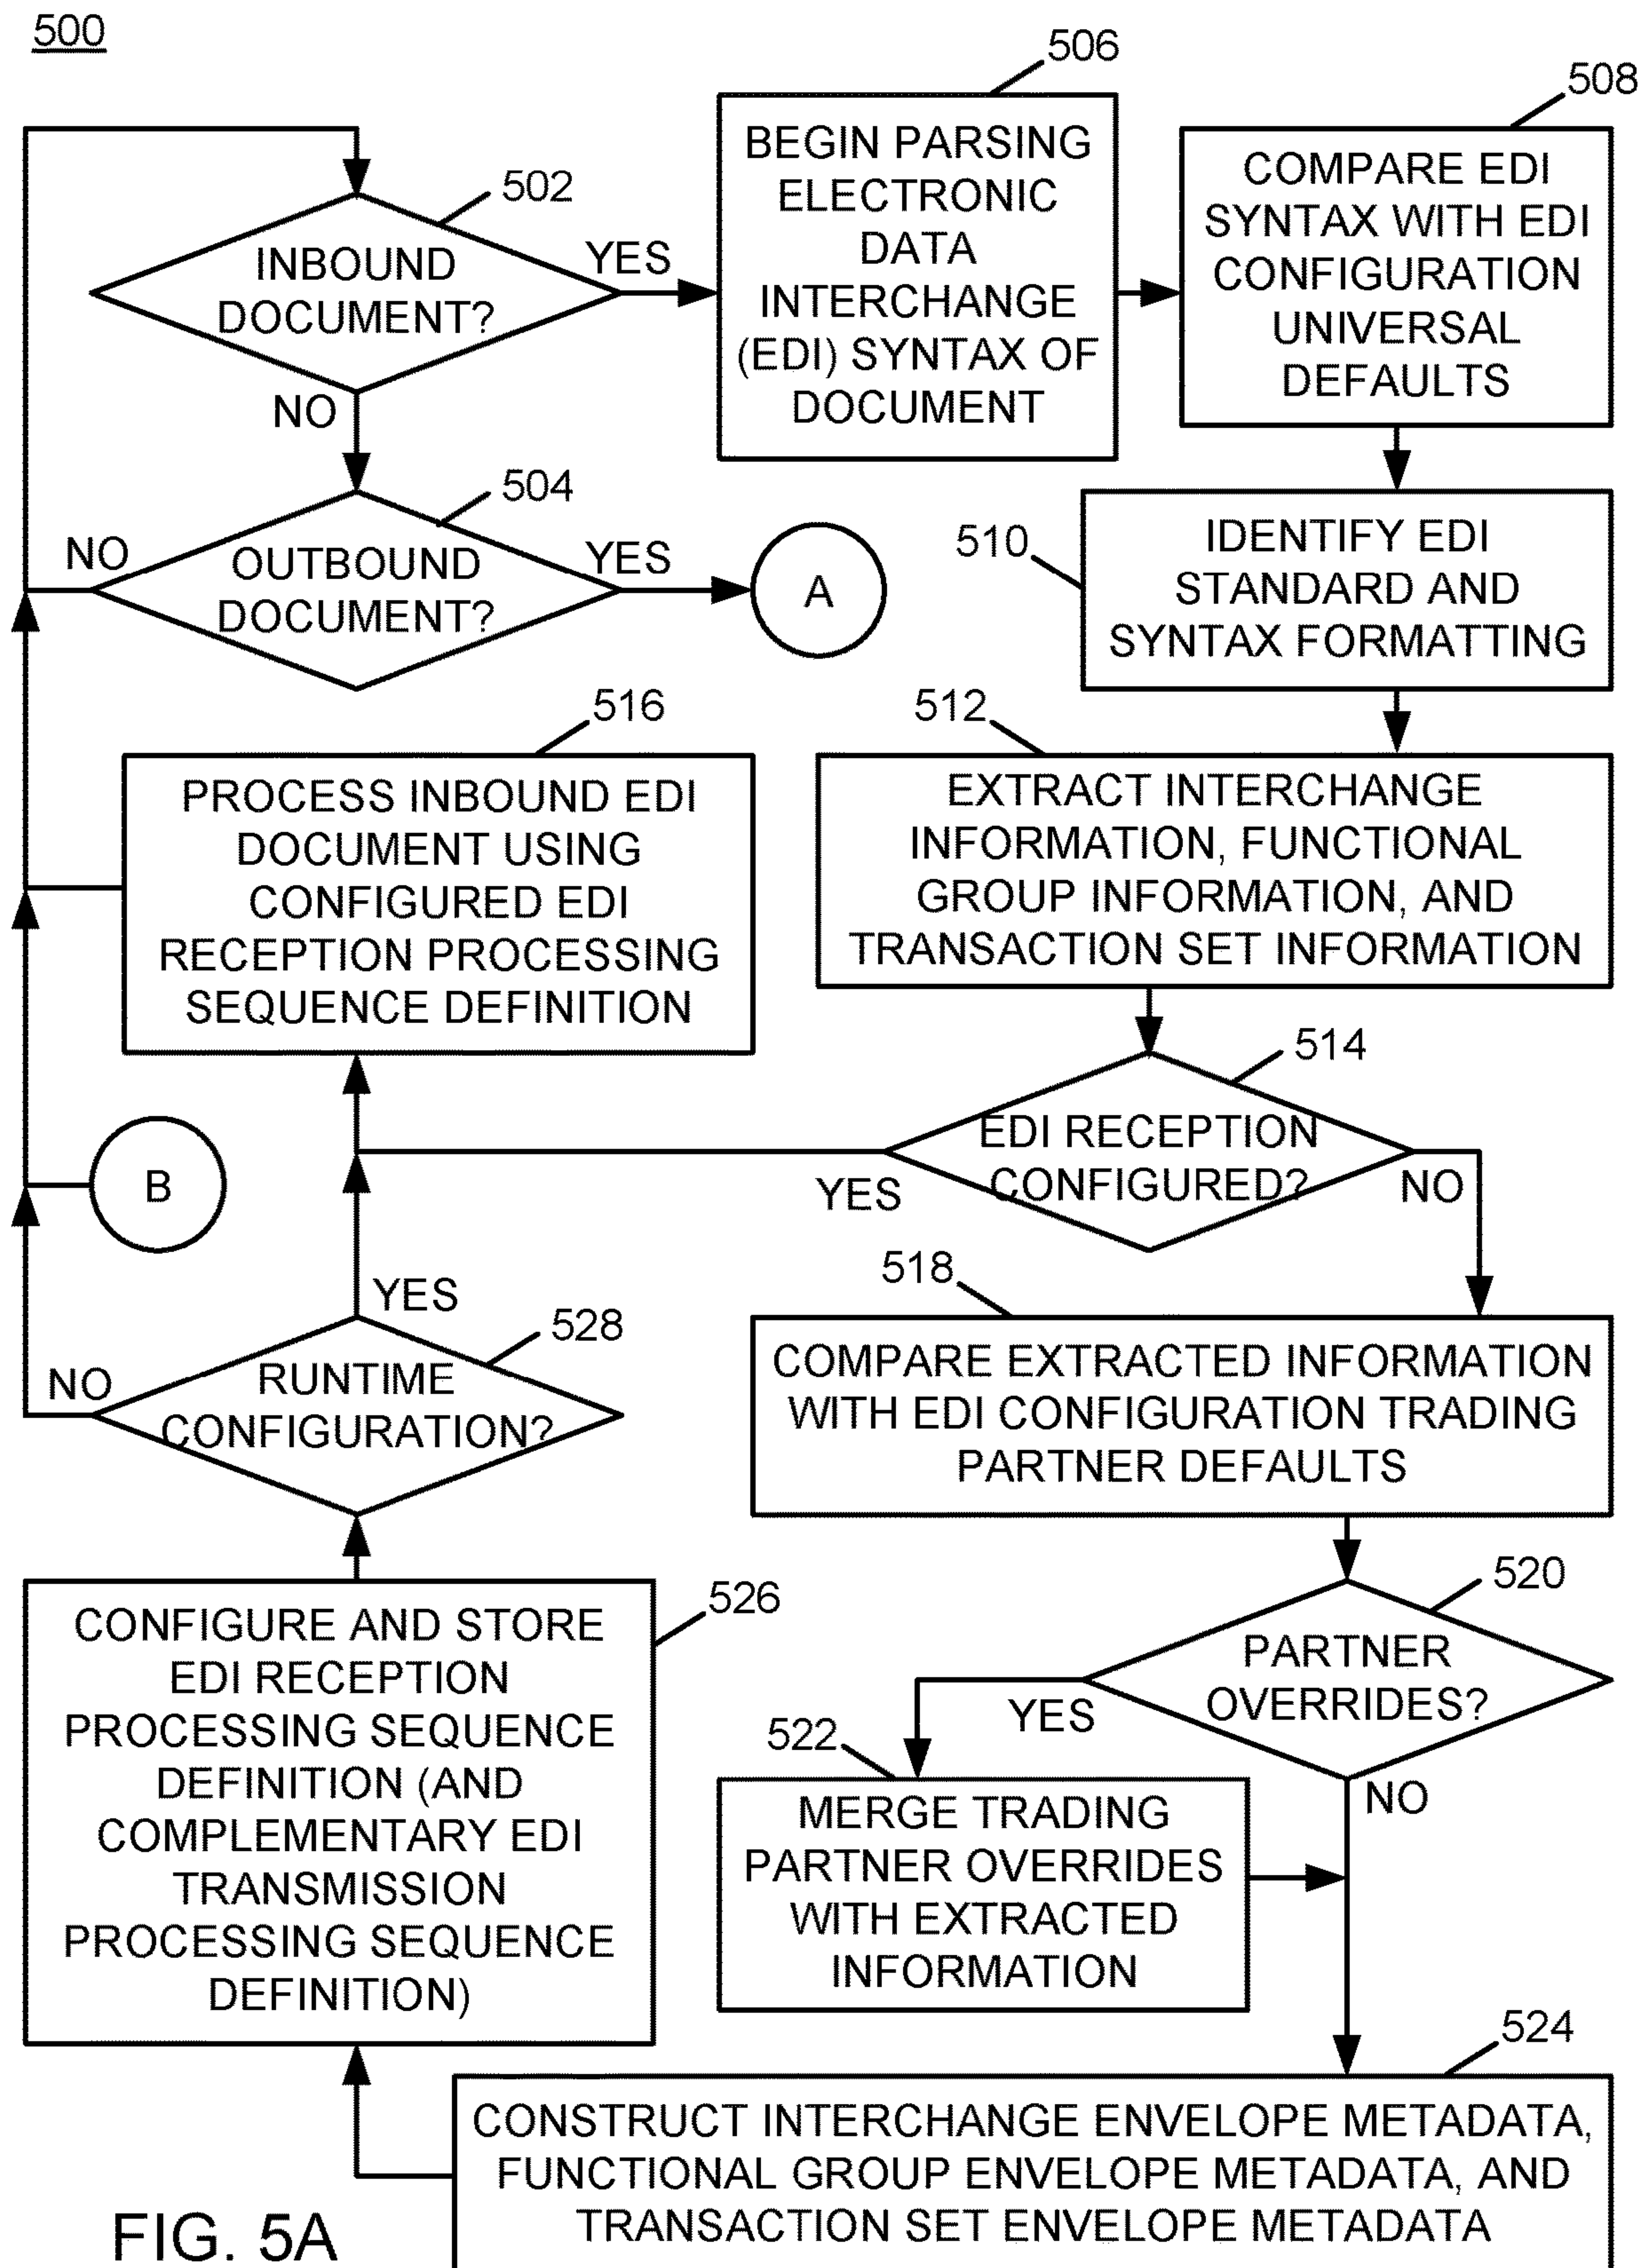 500
506
508
BEGIN PARSING
ELECTRONIC
DATA
INTERCHANGE
(EDI) SYNTAX OF
DOCUMENT
COMPARE EDI
SYNTAX WITH EDI
CONFIGURATION
UNIVERSAL
DEFAULTS
502
INBOUND
DOCUMENT?
YES
NO
504
OUTBOUND
DOCUMENT?
NO
YES
A
510
IDENTIFY EDI
STANDARD AND
SYNTAX FORMATTING
516
PROCESS INBOUND EDI
DOCUMENT USING
CONFIGURED EDI
RECEPTION PROCESSING
SEQUENCE DEFINITION
512
EXTRACT INTERCHANGE
INFORMATION, FUNCTIONAL
GROUP INFORMATION, AND
TRANSACTION SET INFORMATION
514
EDI RECEPTION
CONFIGURED?
YES
NO
B
518
COMPARE EXTRACTED INFORMATION
WITH EDI CONFIGURATION TRADING
PARTNER DEFAULTS
YES
528
RUNTIME
CONFIGURATION?
NO
520
PARTNER
OVERRIDES?
YES
NO
522
MERGE TRADING
PARTNER OVERRIDES
WITH EXTRACTED
INFORMATION
526
CONFIGURE AND STORE
EDI RECEPTION
PROCESSING SEQUENCE
DEFINITION (AND
COMPLEMENTARY EDI
TRANSMISSION
PROCESSING SEQUENCE
DEFINITION)
524
CONSTRUCT INTERCHANGE ENVELOPE METADATA,
FUNCTIONAL GROUP ENVELOPE METADATA, AND
TRANSACTION SET ENVELOPE METADATA
FIG. 5A